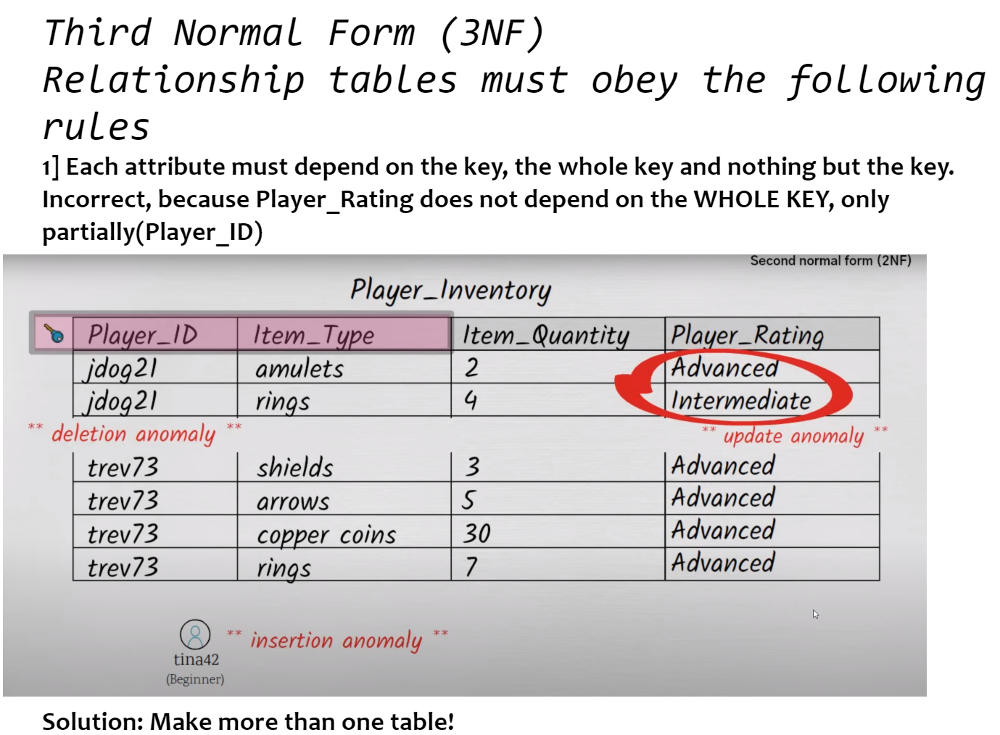 Third Normal Form (3NF)
Relationship tables must obey the following
rules
1] Each attribute must depend on the key, the whole key and nothing but the key.
Incorrect, because Player_Rating does not depend on the WHOLE KEY, only
partially(Player_ID)
Second normal form (2NF)
Player_Inventory
Player_ID Item_Type Item_Quantity Player_Rating
jdog21 amulets 2 Advanced
jdog21 rings 4 Intermediate
** deletion anomaly ** ** update anomaly **
trev73 shields 3 Advanced
trev73 arrows 5 Advanced
trev73 copper coins 30 Advanced
trev73 rings 7 Advanced
** insertion anomaly **
tina42
(Beginner)
Solution: Make more than one table!